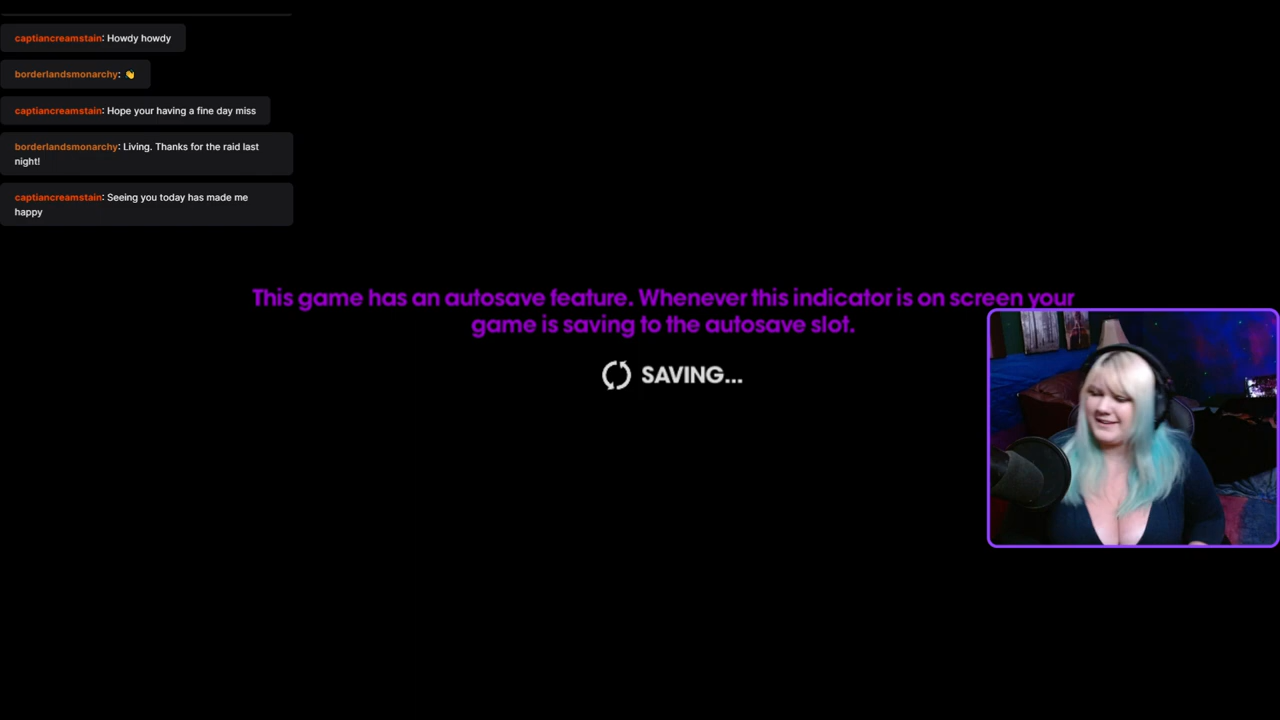 captiancreamstain: Howdy howdy
borderlandsmonarchy: 👋
captiancreamstain: Hope your having a fine day miss
borderlandsmonarchy: Living. Thanks for the raid last
night!
captiancreamstain: Seeing you today has made me
happy
This game has an autosave feature. Whenever this indicator is on screen your
game is saving to the autosave slot.
SAVING...